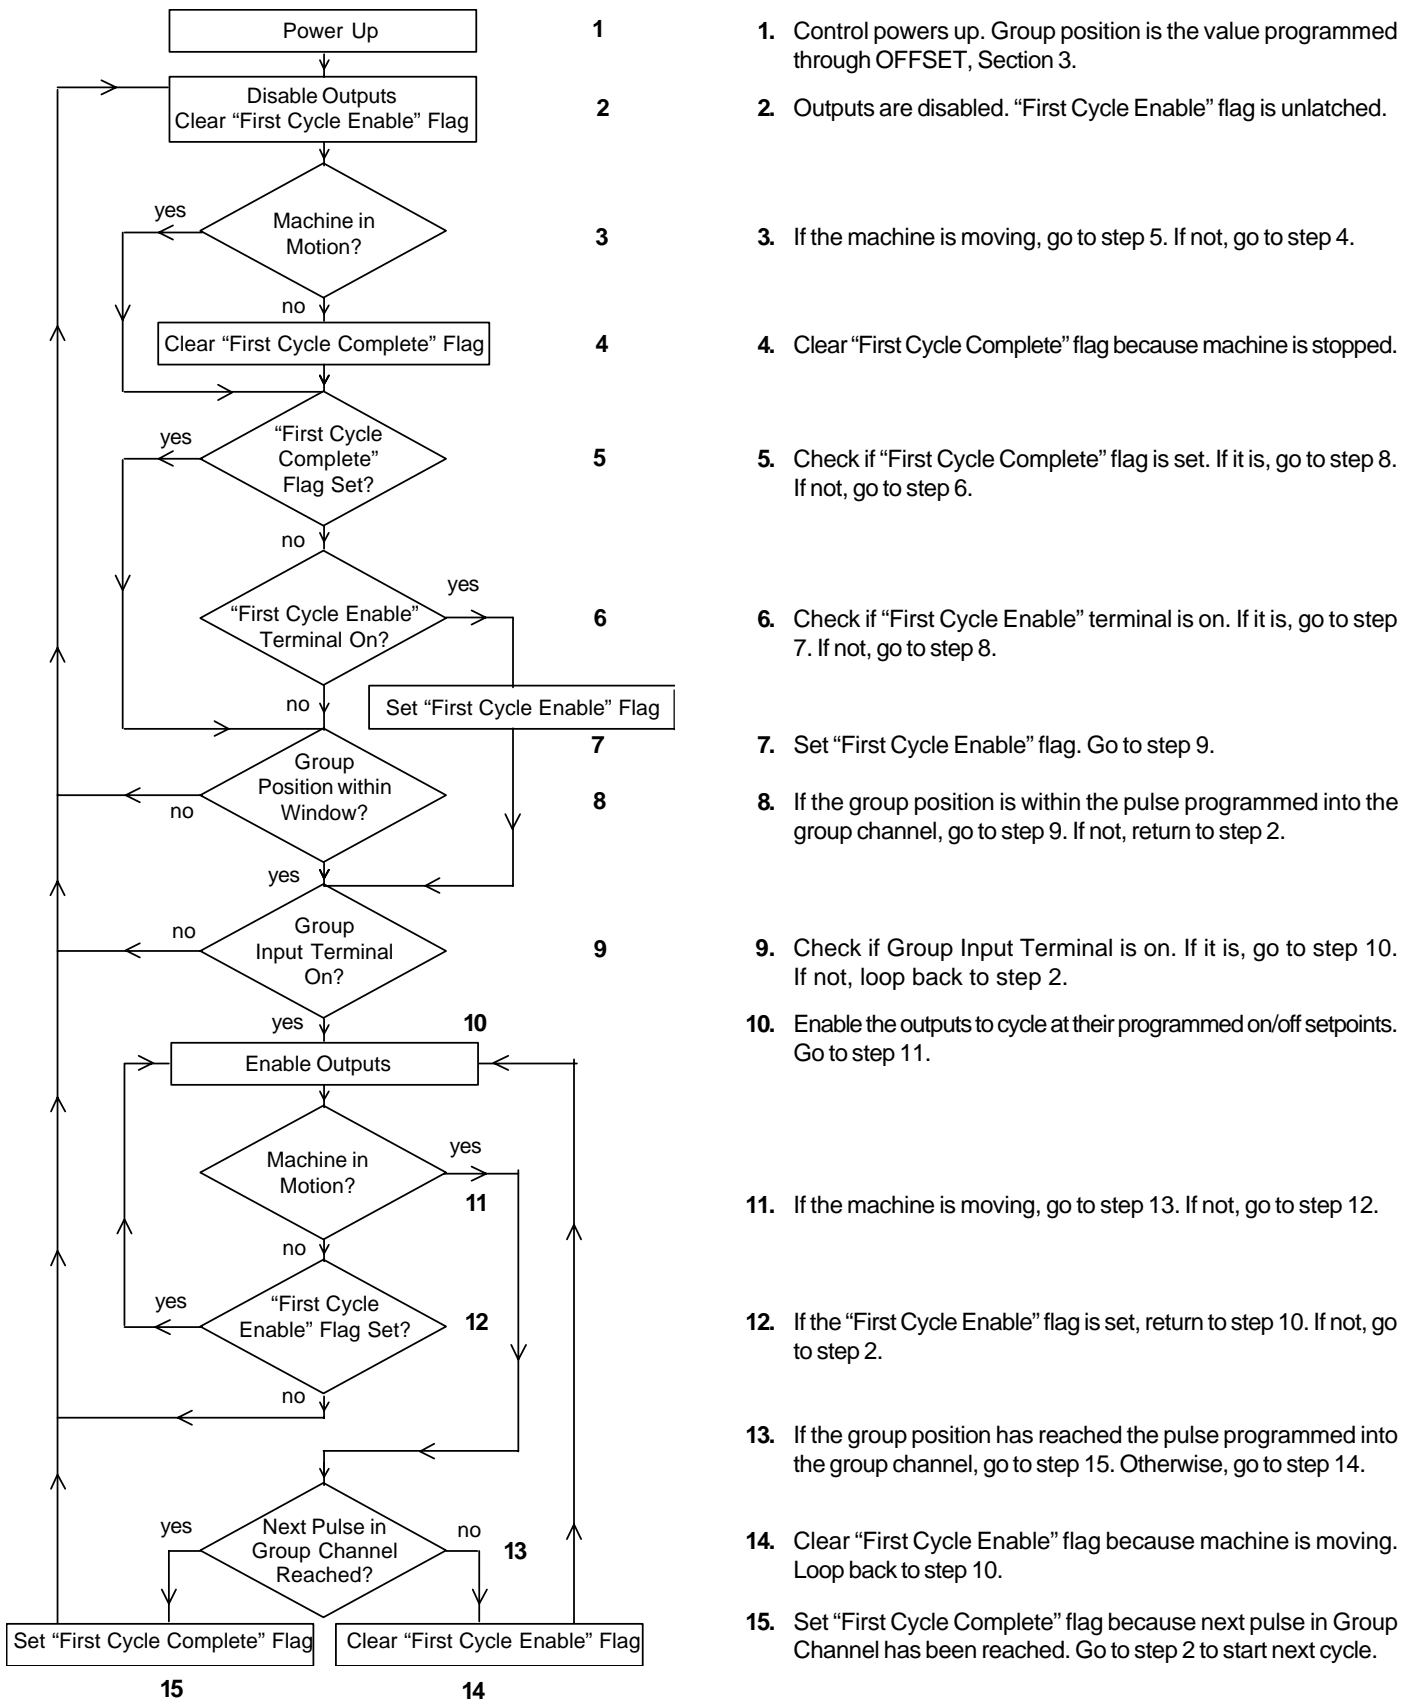 Power Up
1
Disable Outputs
Clear “First Cycle Enable” Flag
2
yes
Machine in
Motion?
3
no
Clear “First Cycle Complete” Flag
4
yes
“First Cycle
Complete”
Flag Set?
5
no
yes
“First Cycle Enable”
Terminal On?
6
no
Set “First Cycle Enable” Flag
7
Group
Position within
Window?
no
8
yes
no
Group
Input Terminal
On?
9
yes
10
Enable Outputs
Machine in
Motion?
yes
11
no
yes
“First Cycle
Enable” Flag Set?
12
no
yes
Next Pulse in
Group Channel
Reached?
no
13
Set “First Cycle Complete” Flag
Clear “First Cycle Enable” Flag
15
14
1. Control powers up. Group position is the value programmed
through OFFSET, Section 3.
2. Outputs are disabled. “First Cycle Enable” flag is unlatched.
3. If the machine is moving, go to step 5. If not, go to step 4.
4. Clear “First Cycle Complete” flag because machine is stopped.
5. Check if “First Cycle Complete” flag is set. If it is, go to step 8.
If not, go to step 6.
6. Check if “First Cycle Enable” terminal is on. If it is, go to step
7. If not, go to step 8.
7. Set “First Cycle Enable” flag. Go to step 9.
8. If the group position is within the pulse programmed into the
group channel, go to step 9. If not, return to step 2.
9. Check if Group Input Terminal is on. If it is, go to step 10.
If not, loop back to step 2.
10. Enable the outputs to cycle at their programmed on/off setpoints.
Go to step 11.
11. If the machine is moving, go to step 13. If not, go to step 12.
12. If the “First Cycle Enable” flag is set, return to step 10. If not, go
to step 2.
13. If the group position has reached the pulse programmed into
the group channel, go to step 15. Otherwise, go to step 14.
14. Clear “First Cycle Enable” flag because machine is moving.
Loop back to step 10.
15. Set “First Cycle Complete” flag because next pulse in Group
Channel has been reached. Go to step 2 to start next cycle.